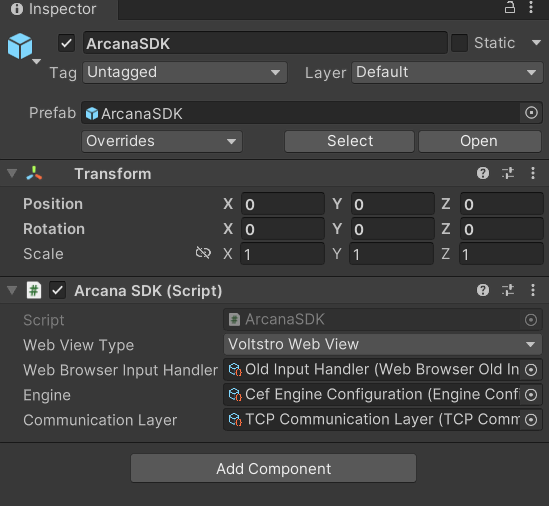 Inspector
ArcanaSDK Static
Tag Untagged Layer Default
Prefab ArcanaSDK
Overrides Select Open
Transform
Position X 0 Y 0 Z 0
Rotation X 0 Y 0 Z 0
Scale X 1 Y 1 Z 1
# Arcana SDK (Script)
Script # ArcanaSDK
Web View Type Voltstro Web View
Web Browser Input Handler Old Input Handler (Web Browser Old In
Engine Cef Engine Configuration (Engine Conf
Communication Layer TCP Communication Layer (TCP Comm
Add Component